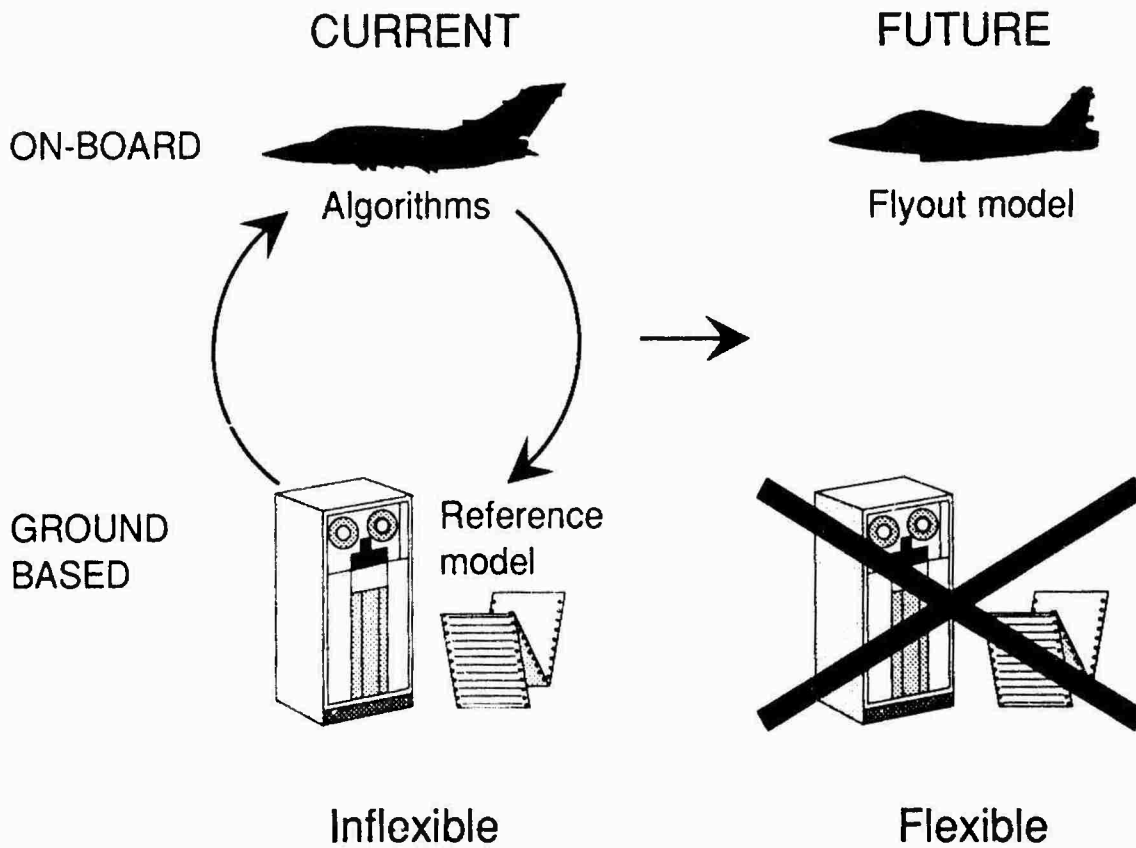 CURRENT FUTURE
ON-BOARD
Algorithms Flyout model
GROUND
BASED
Reference
model
Inflexible Flexible